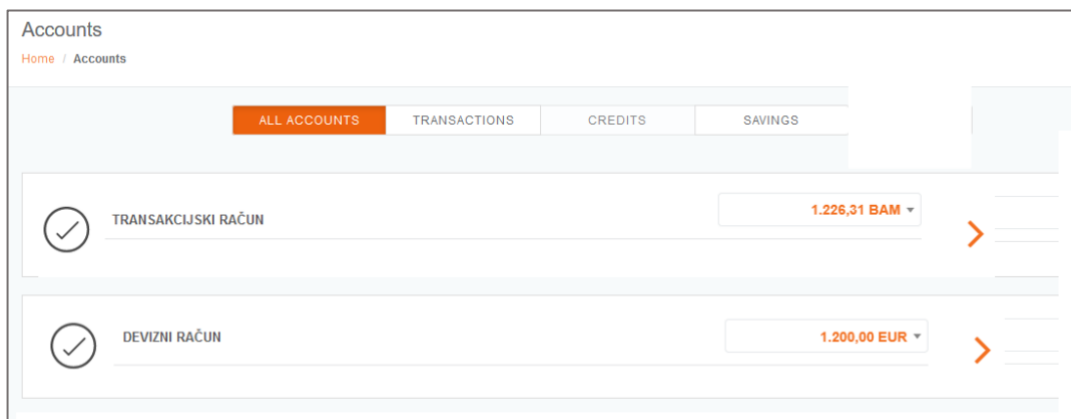 Accounts
Home / Accounts
ALL ACCOUNTS TRANSACTIONS CREDITS SAVINGS
TRANSAKCIJSKI RAČUN 1.226,31 BAM
DEVIZNI RAČUN 1.200,00 EUR